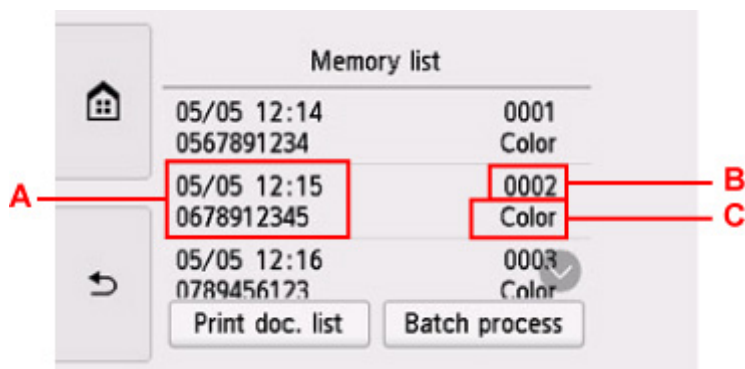 Memory list
05/05 12:14 0001
0567891234 Color
A
05/05 12:15 0002 B
0678912345 Color C
05/05 12:16 0003
0789456123 Color
Print doc. list Batch process